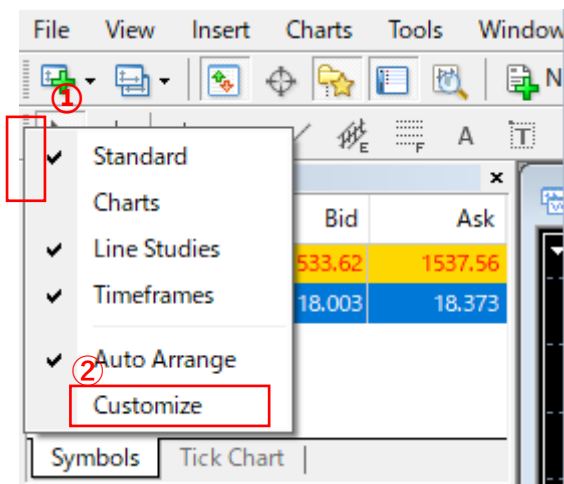 File View Insert Charts Tools Window
① N
E F A T
✓ Standard
Charts Bid Ask
✓ Line Studies 533.62 1537.56
✓ Timeframes 18.003 18.373
✓ Auto Arrange
②
Customize
Symbols Tick Chart